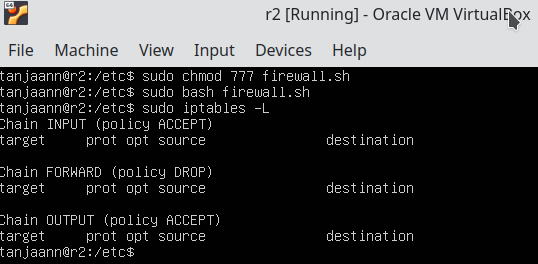 r2 [Running] - Oracle VM VirtualBox
File Machine View Input Devices Help
tanjaann@r2:/etc$ sudo chmod 777 firewall.sh
tanjaann@r2:/etc$ sudo bash firewall.sh
tanjaann@r2:/etc$ sudo iptables -L
Chain INPUT (policy ACCEPT)
target     prot opt source               destination
Chain FORWARD (policy DROP)
target     prot opt source               destination
Chain OUTPUT (policy ACCEPT)
target     prot opt source               destination
tanjaann@r2:/etc$